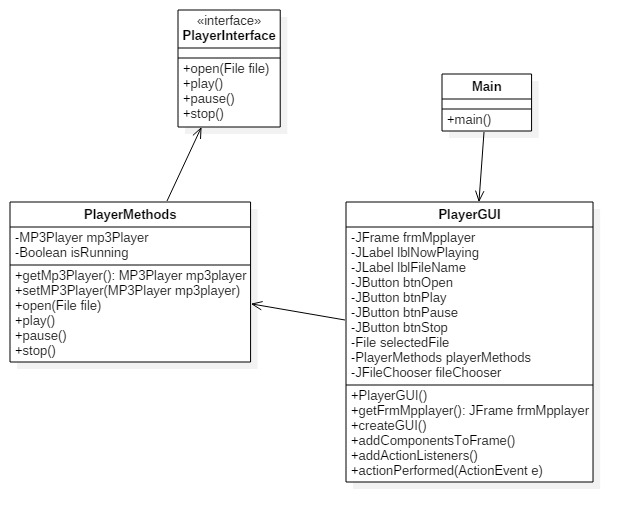 «interface»
PlayerInterface
+open(File file)
+play()
+pause()
+stop()
Main
+main()
PlayerMethods
-MP3Player mp3Player
-Boolean isRunning
+getMp3Player(): MP3Player mp3player
+setMP3Player(MP3Player mp3player)
+open(File file)
+play()
+pause()
+stop()
PlayerGUI
-JFrame frmMpplayer
-JLabel lblNowPlaying
-JLabel lblFileName
-JButton btnOpen
-JButton btnPlay
-JButton btnPause
-JButton btnStop
-File selectedFile
-PlayerMethods playerMethods
-JFileChooser fileChooser
+PlayerGUI()
+getFrmMpplayer(): JFrame frmMpplayer
+createGUI()
+addComponentsToFrame()
+addActionListeners()
+actionPerformed(ActionEvent e)